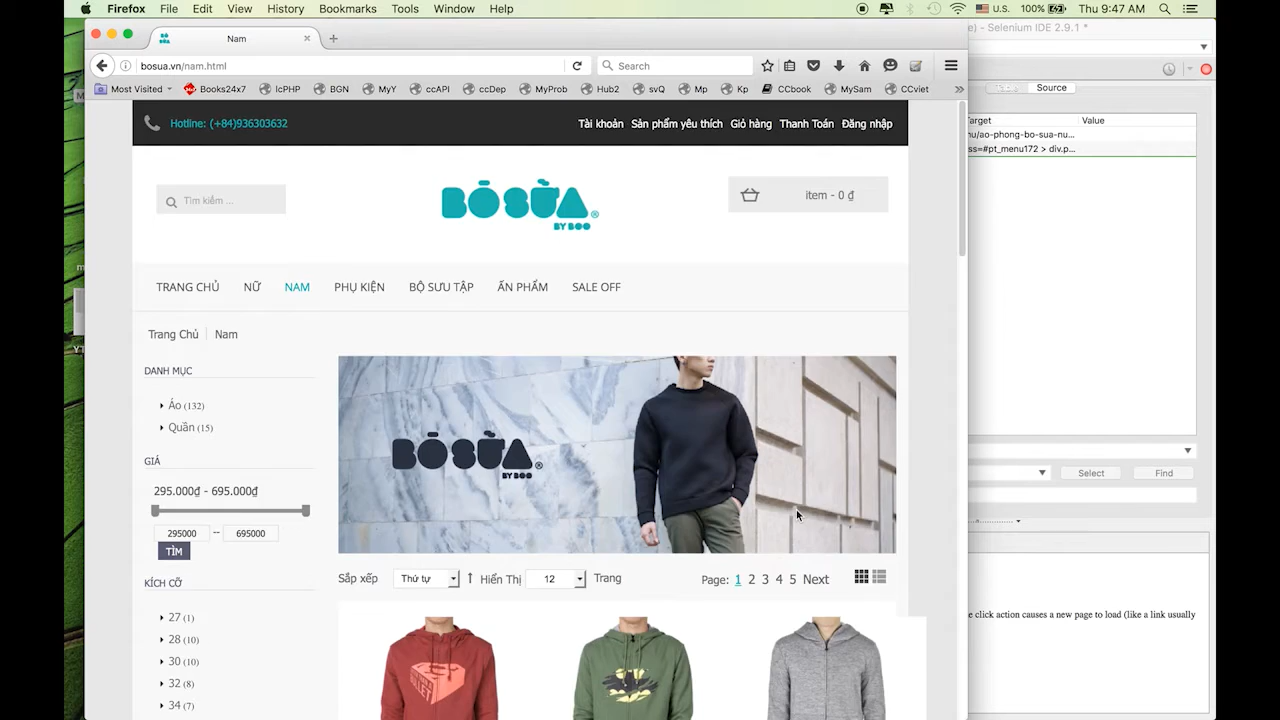 Firefox File Edit View History Bookmarks Tools Window Help
U.S. 100% Thu 9:47 AM
Selenium IDE 2.9.1 *
Nam
bosua.vn/nam.html
Search
Most Visited Books24x7 IcPHP BGN MyY ccAPI ccDep MyProb Hub2 svQ Mp Kp CCbook MySam CCviet
Source
Hotline: (+84)936303632
Tài khoản Sản phẩm yêu thích Giỏ hàng Thanh Toán Đăng nhập
Value
Tìm kiếm ...
BÒ SỮA
BY BOO
item - 0 ₫
TRANG CHỦ NỮ NAM PHỤ KIỆN BỘ SƯU TẬP ẤN PHẨM SALE OFF
Trang Chủ Nam
DANH MỤC
Áo (132)
Quần (15)
GIÁ
295.000₫ - 695.000₫
295000 -- 695000
TÌM
BÒ SỮA
BY BOO
Select Find
Sắp xếp Thứ tự Hiển Thị 12 Trang Page: 1 2 3 4 5 Next
KÍCH CỠ
27 (1)
28 (10)
30 (10)
32 (8)
34 (7)
click action causes a new page to load (like a link usually